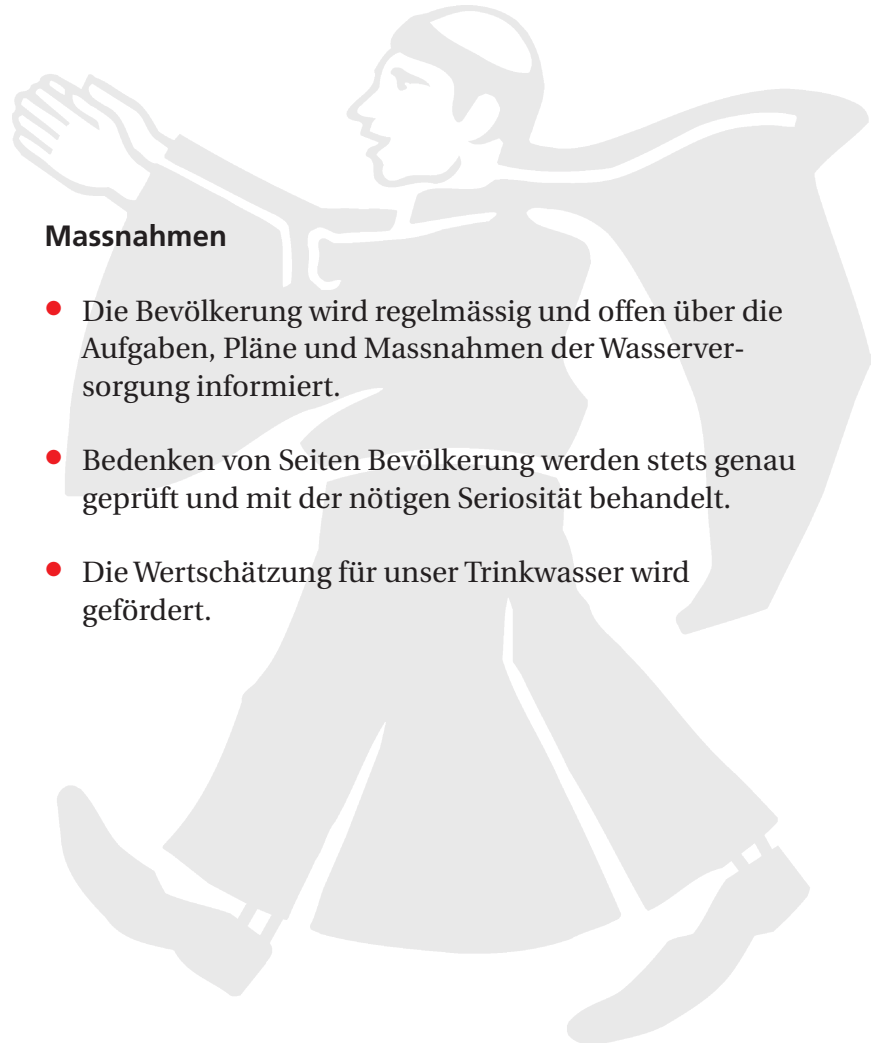 Massnahmen
• Die Bevölkerung wird regelmässig und offen über die
Aufgaben, Pläne und Massnahmen der Wasserver-
sorgung informiert.
• Bedenken von Seiten Bevölkerung werden stets genau
geprüft und mit der nötigen Seriosität behandelt.
• Die Wertschätzung für unser Trinkwasser wird
gefördert.